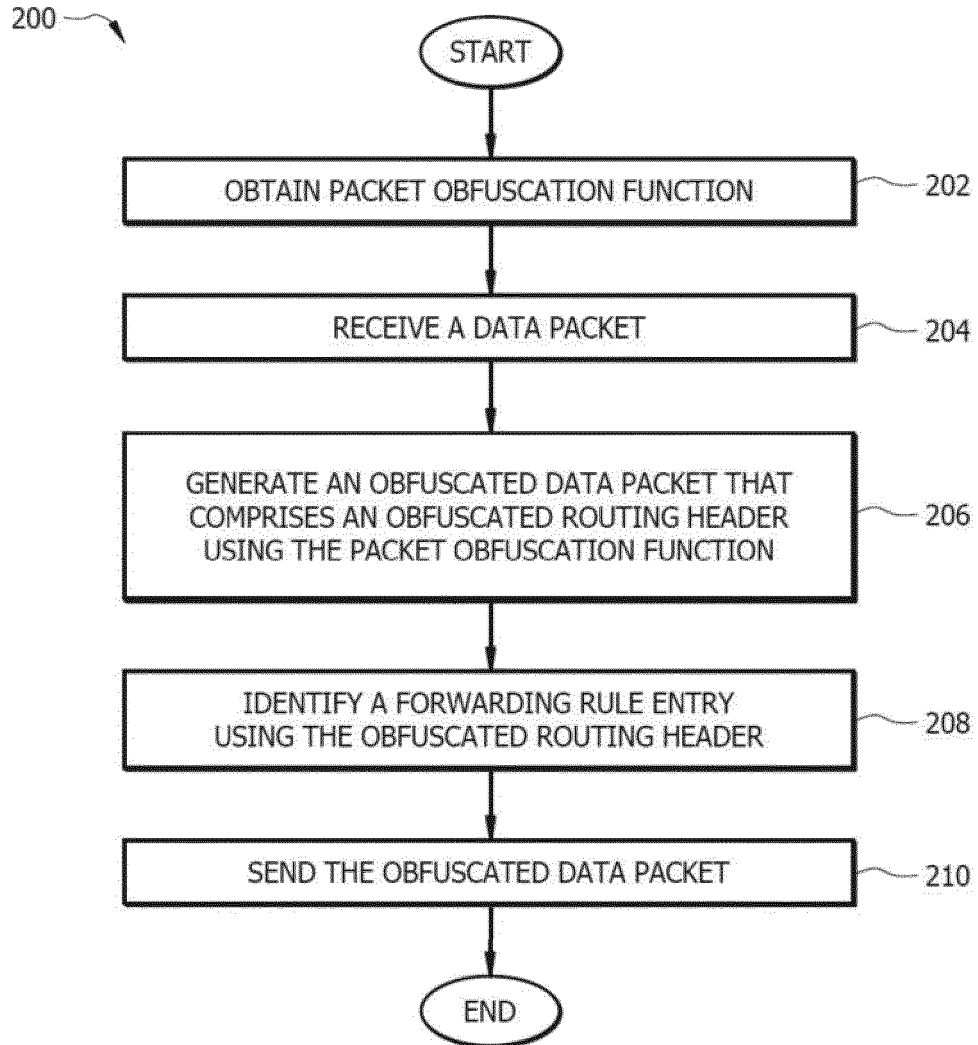 200
START
OBTAIN PACKET OBFUSCATION FUNCTION
202
RECEIVE A DATA PACKET
204
GENERATE AN OBFUSCATED DATA PACKET THAT
COMPRISES AN OBFUSCATED ROUTING HEADER
USING THE PACKET OBFUSCATION FUNCTION
206
IDENTIFY A FORWARDING RULE ENTRY
USING THE OBFUSCATED ROUTING HEADER
208
SEND THE OBFUSCATED DATA PACKET
210
END